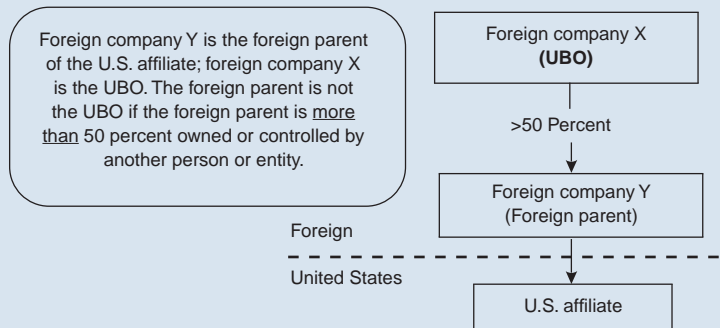 Foreign company Y is the foreign parent
of the U.S. affiliate; foreign company X
is the UBO. The foreign parent is not
the UBO if the foreign parent is more
than 50 percent owned or controlled by
another person or entity.
Foreign company X
(UBO)
>50 Percent
Foreign company Y
(Foreign parent)
Foreign
United States
U.S. affiliate